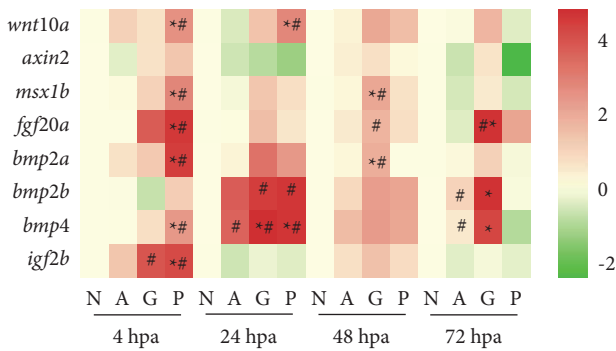 wnt10a *# *# 4
axin2
msx1b *# *#
fgf20a *# # #* 2
bmp2a *# *#
bmp2b # # # * 0
bmp4 *# # *# *# # *
igf2b # *# -2
N A G P N A G P N A G P N A G P
4 hpa 24 hpa 48 hpa 72 hpa